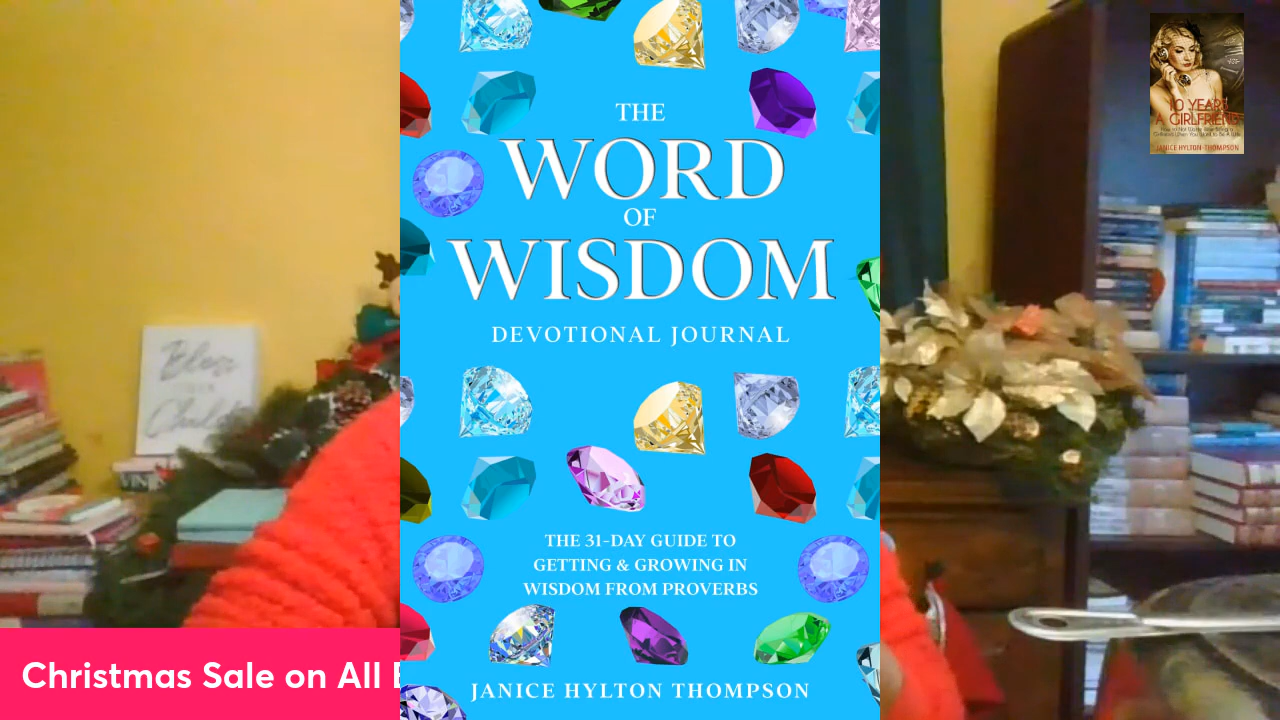 THE
WORD
OF
WISDOM
DEVOTIONAL JOURNAL
THE 31-DAY GUIDE TO
GETTING & GROWING IN
WISDOM FROM PROVERBS
JANICE HYLTON THOMPSON
10 YEARS
A GIRLFRIEND
JANICE HYLTON-THOMPSON
Bless
Christmas Sale on All